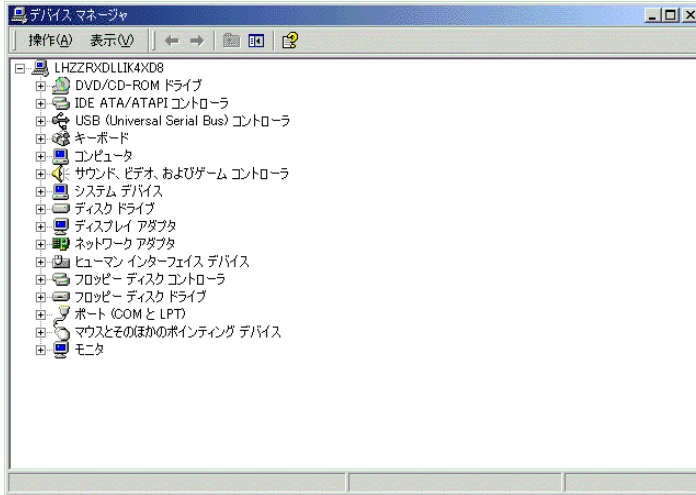 デバイス マネージャ
操作(A) 表示(V)
LHZZRXDLLIK4XD8
DVD/CD-ROM ドライブ
IDE ATA/ATAPI コントローラ
USB (Universal Serial Bus) コントローラ
キーボード
コンピュータ
サウンド、ビデオ、およびゲーム コントローラ
システム デバイス
ディスク ドライブ
ディスプレイ アダプタ
ネットワーク アダプタ
ヒューマン インターフェイス デバイス
フロッピー ディスク コントローラ
フロッピー ディスク ドライブ
ポート (COM と LPT)
マウスとそのほかのポインティング デバイス
モニタ